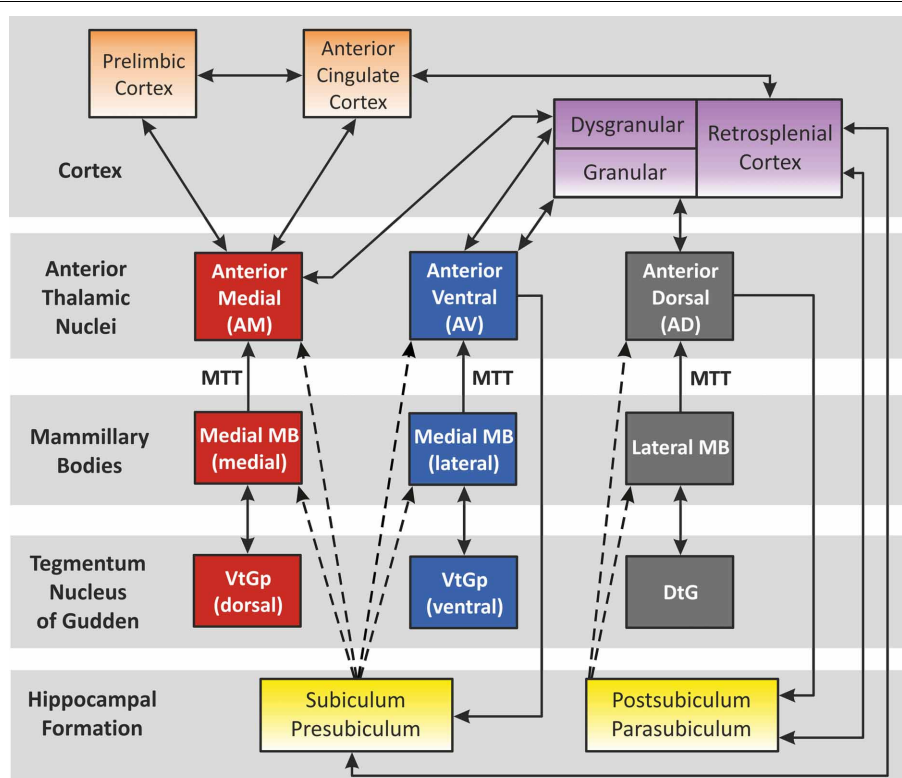 Prelimbic
Cortex
Anterior
Cingulate
Cortex
Dysgranular
Granular
Retrosplenial
Cortex
Cortex
Anterior
Thalamic
Nuclei
Anterior
Medial
(AM)
Anterior
Ventral
(AV)
Anterior
Dorsal
(AD)
MTT
MTT
MTT
Mammillary
Bodies
Medial MB
(medial)
Medial MB
(lateral)
Lateral MB
Tegmentum
Nucleus
of Gudden
VtGp
(dorsal)
VtGp
(ventral)
DtG
Hippocampal
Formation
Subiculum
Presubiculum
Postsubiculum
Parasubiculum